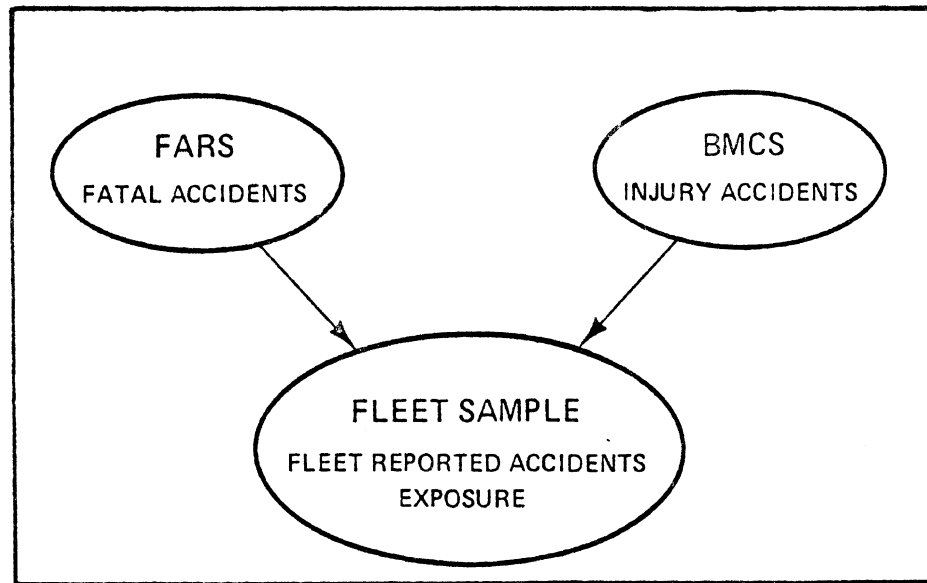 FARS
FATAL ACCIDENTS
BMCS
INJURY ACCIDENTS
FLEET SAMPLE
FLEET REPORTED ACCIDENTS
EXPOSURE